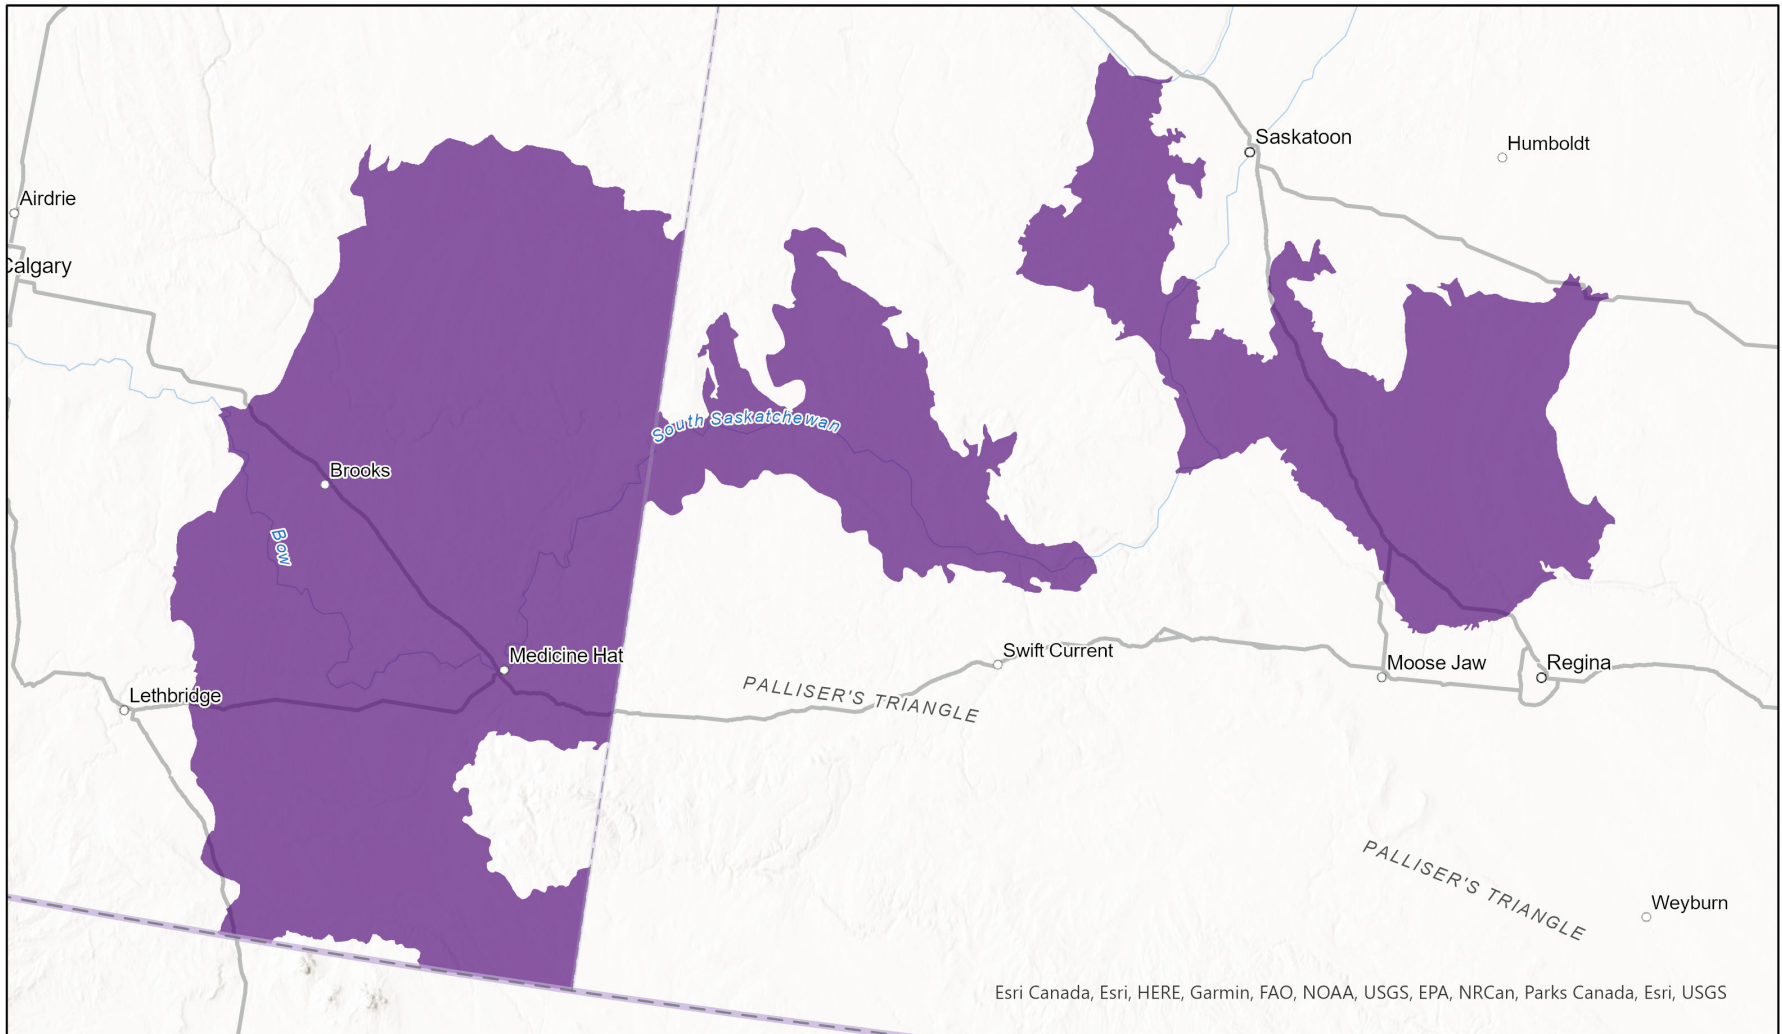 Saskatoon
Humboldt
Airdrie
Calgary
South Saskatchewan
Brooks
Bow
Medicine Hat
Swift Current
Moose Jaw
Regina
Lethbridge
PALLISER'S TRIANGLE
PALLISER'S TRIANGLE
Weyburn
Esri Canada, Esri, HERE, Garmin, FAO, NOAA, USGS, EPA, NRCan, Parks Canada, Esri, USGS